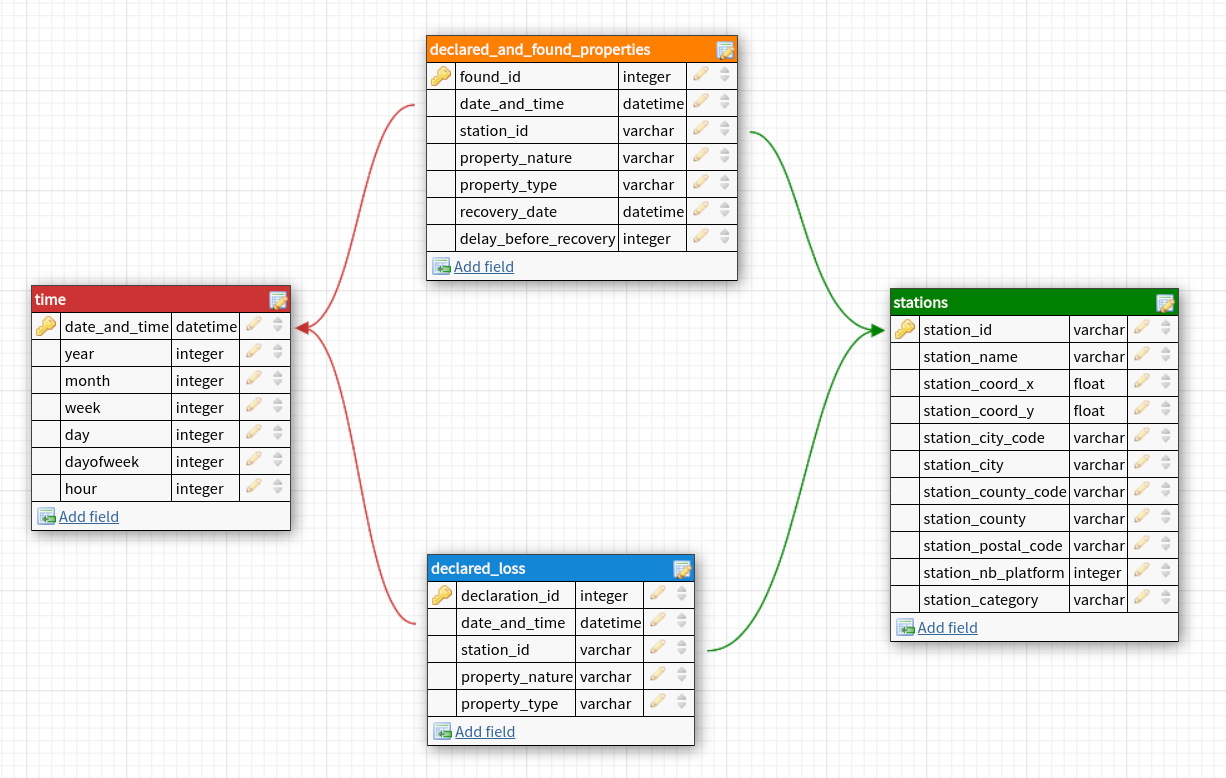 declared_and_found_properties
found_id integer
date_and_time datetime
station_id varchar
property_nature varchar
property_type varchar
recovery_date datetime
delay_before_recovery integer
Add field
time
date_and_time datetime
year integer
month integer
week integer
day integer
dayofweek integer
hour integer
Add field
stations
station_id varchar
station_name varchar
station_coord_x float
station_coord_y float
station_city_code varchar
station_city varchar
station_county_code varchar
station_county varchar
station_postal_code varchar
station_nb_platform integer
station_category varchar
Add field
declared_loss
declaration_id integer
date_and_time datetime
station_id varchar
property_nature varchar
property_type varchar
Add field